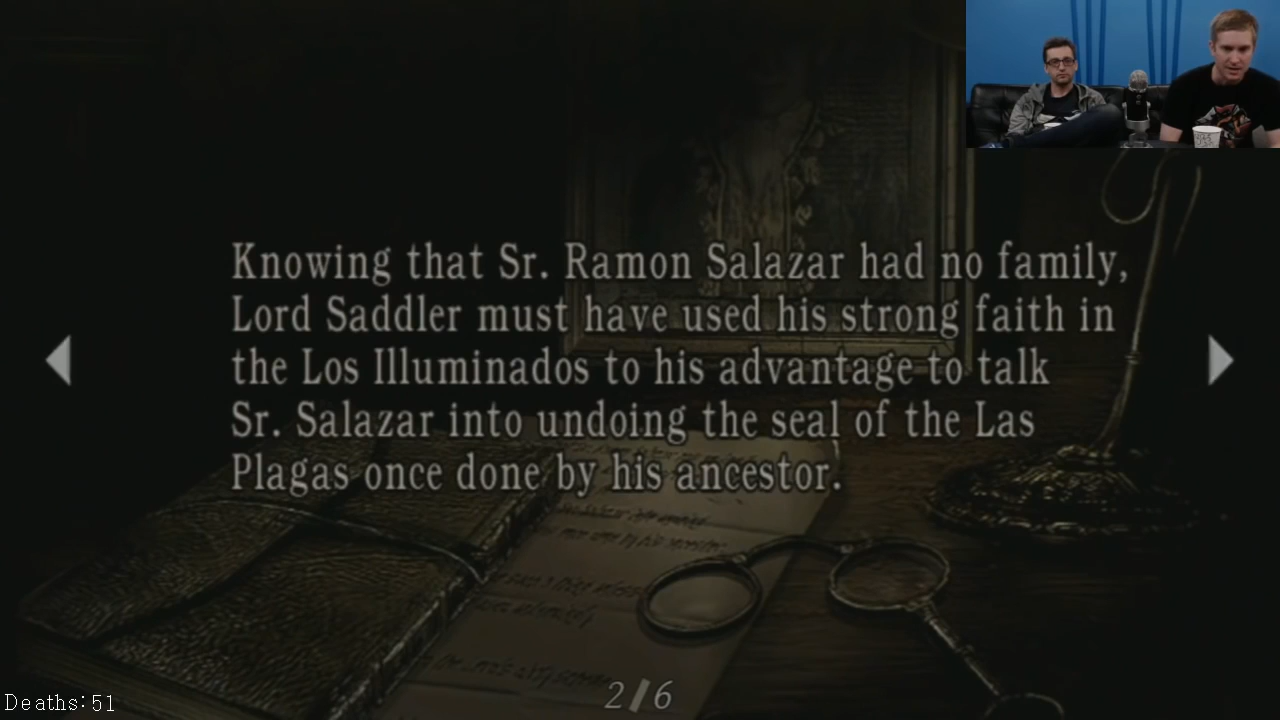 Knowing that Sr. Ramon Salazar had no family,
Lord Saddler must have used his strong faith in
the Los Illuminados to his advantage to talk
Sr. Salazar into undoing the seal of the Las
Plagas once done by his ancestor.
2/6
Deaths:51